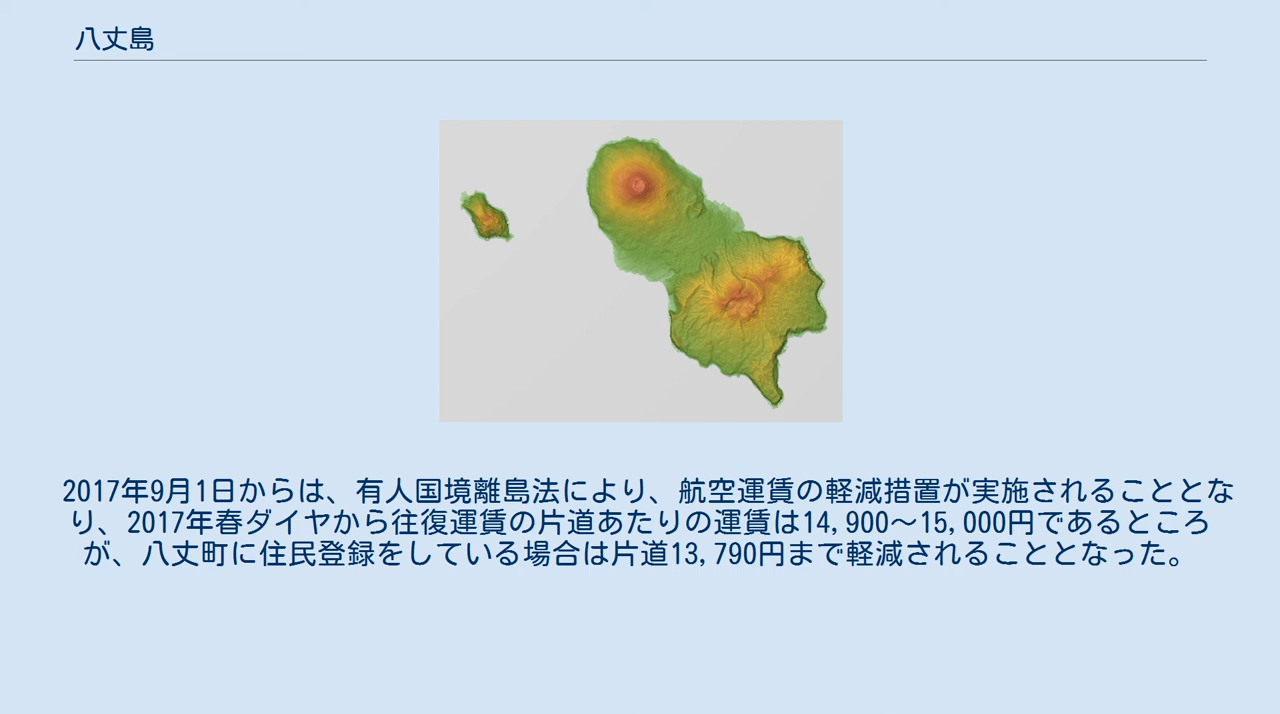 八丈島
2017年9月1日からは、有人国境離島法により、航空運賃の軽減措置が実施されることとな
り、2017年春ダイヤから往復運賃の片道あたりの運賃は14,900〜15,000円であるところ
が、八丈町に住民登録をしている場合は片道13,790円まで軽減されることとなった。